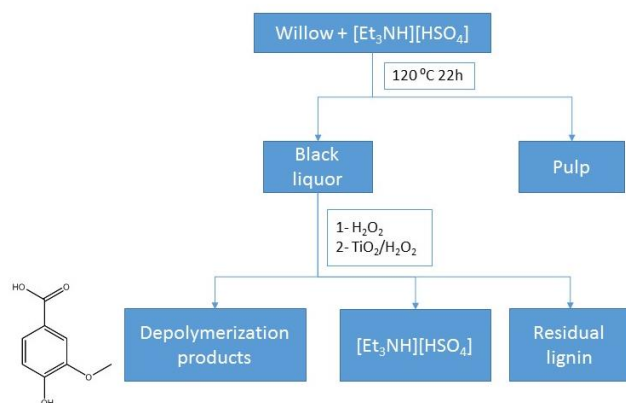 Willow + [Et₃NH][HSO₄]
120 ⁰C 22h
Black
liquor
Pulp
1- H₂O₂
2- TiO₂/H₂O₂
HO
O
O
OH
Depolymerization
products
[Et₃NH][HSO₄]
Residual
lignin